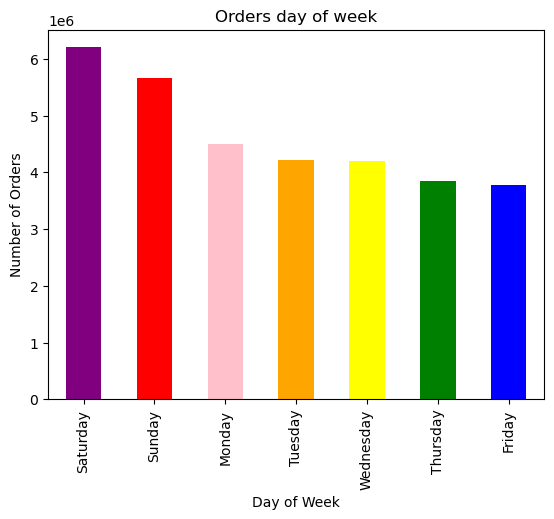 Orders day of week
1e6
6
5
4
3
2
1
0
Number of Orders
Saturday
Sunday
Monday
Tuesday
Wednesday
Thursday
Friday
Day of Week